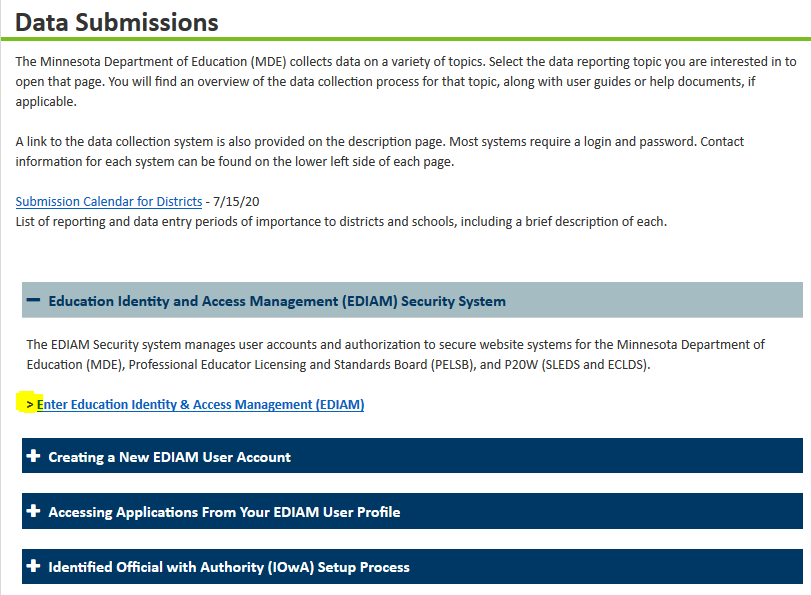 Data Submissions
The Minnesota Department of Education (MDE) collects data on a variety of topics. Select the data reporting topic you are interested in to
open that page. You will find an overview of the data collection process for that topic, along with user guides or help documents, if
applicable.
A link to the data collection system is also provided on the description page. Most systems require a login and password. Contact
information for each system can be found on the lower left side of each page.
Submission Calendar for Districts - 7/15/20
List of reporting and data entry periods of importance to districts and schools, including a brief description of each.
Education Identity and Access Management (EDIAM) Security System
The EDIAM Security system manages user accounts and authorization to secure website systems for the Minnesota Department of
Education (MDE), Professional Educator Licensing and Standards Board (PELSB), and P20W (SLEDS and ECLDS).
> Enter Education Identity & Access Management (EDIAM)
Creating a New EDIAM User Account
Accessing Applications From Your EDIAM User Profile
Identified Official with Authority (IOwA) Setup Process